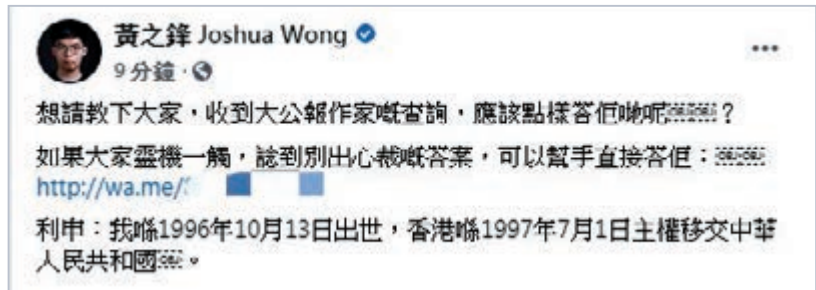 黃之鋒 Joshua Wong
9 分鐘 ·
想請教下大家，收到大公報作家嘅查詢，應該點樣答佢哋呢 ？
如果大家靈機一觸，諗到別出心裁嘅答案，可以幫手直接答佢：
http://wa.me/
利申：我喺1996年10月13日出世，香港喺1997年7月1日主權移交中華
人民共和國 。